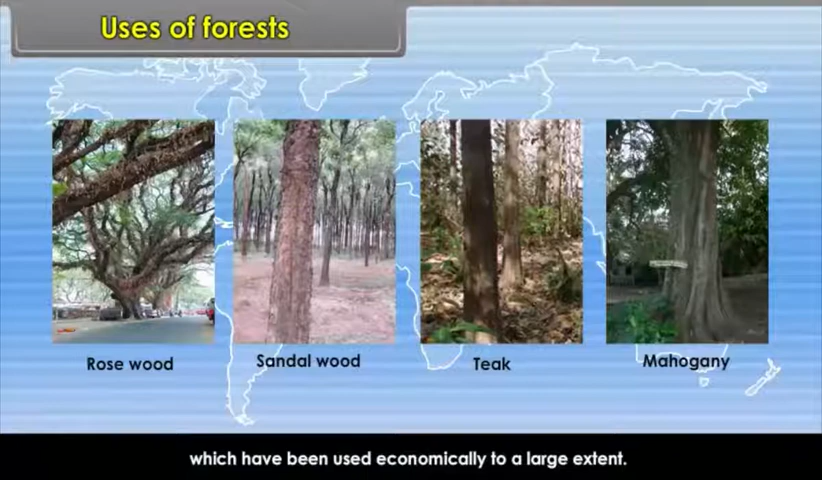 Uses of forests
Rose wood
Sandal wood
Teak
Mahogany
which have been used economically to a large extent.